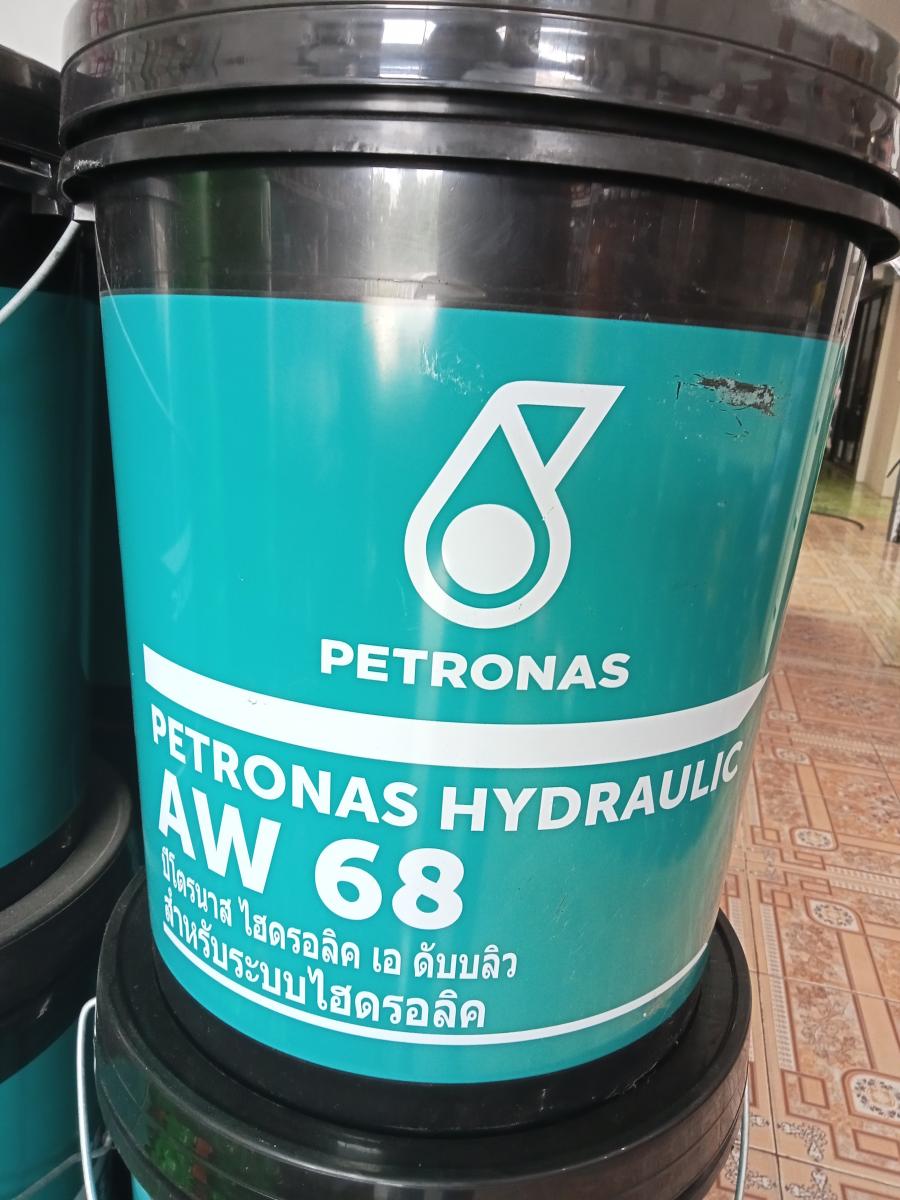 PETRONAS
PETRONAS HYDRAULIC
AW 68
ปิโตรนาส ไฮดรอลิค เอ ดับบลิว
สำหรับระบบไฮดรอลิค